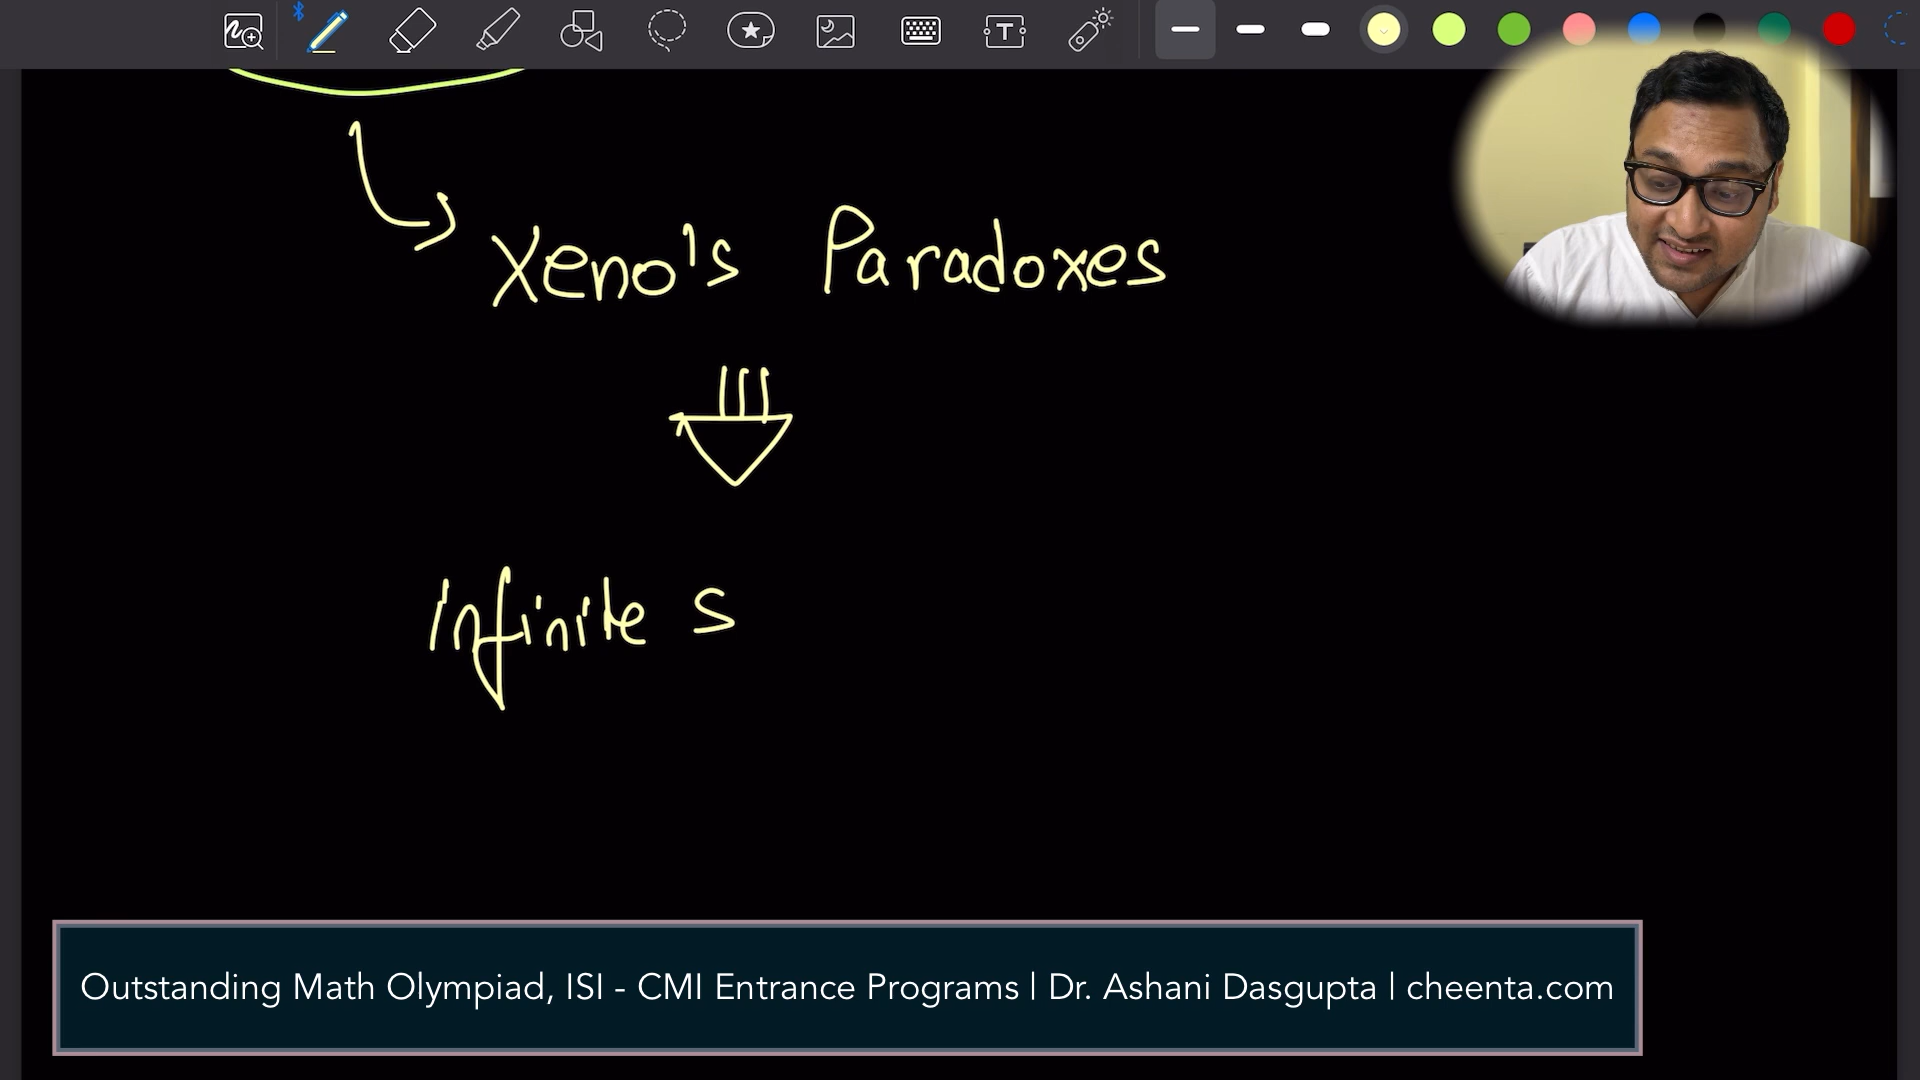 Xeno's Paradoxes
infinite s
Outstanding Math Olympiad, ISI - CMI Entrance Programs | Dr. Ashani Dasgupta | cheenta.com